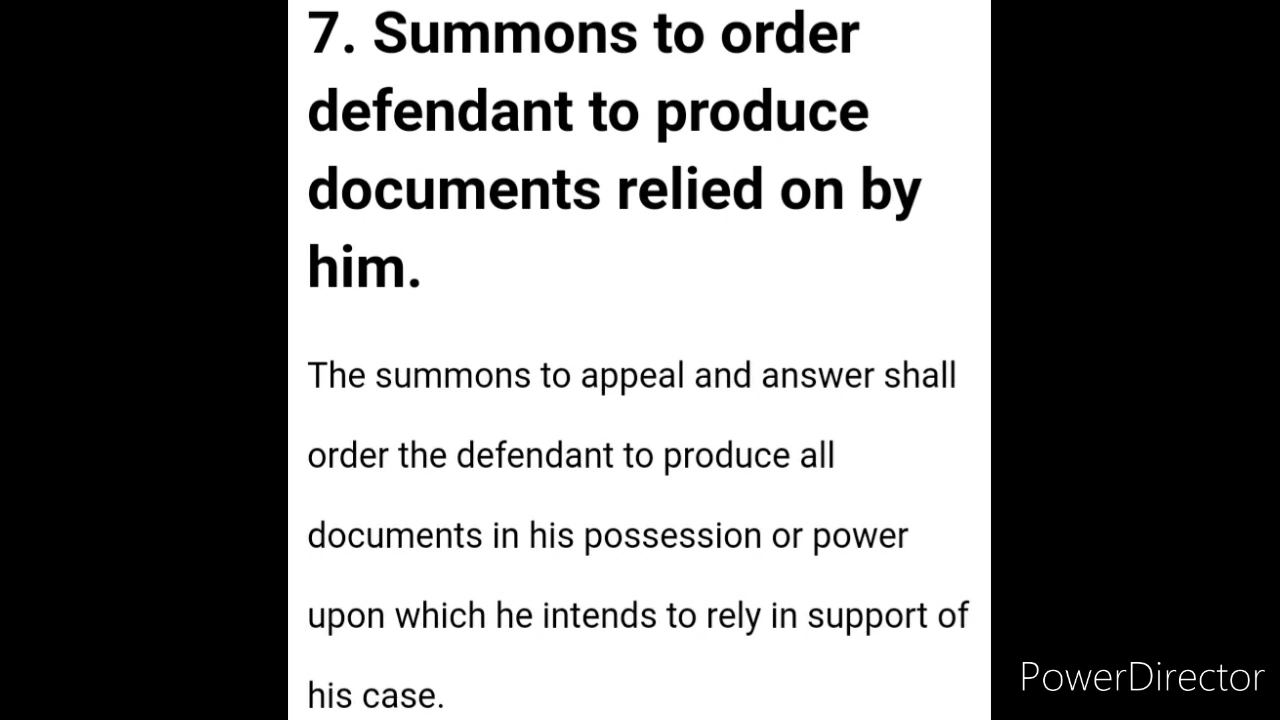 7. Summons to order
defendant to produce
documents relied on by
him.
The summons to appeal and answer shall
order the defendant to produce all
documents in his possession or power
upon which he intends to rely in support of
his case.
PowerDirector